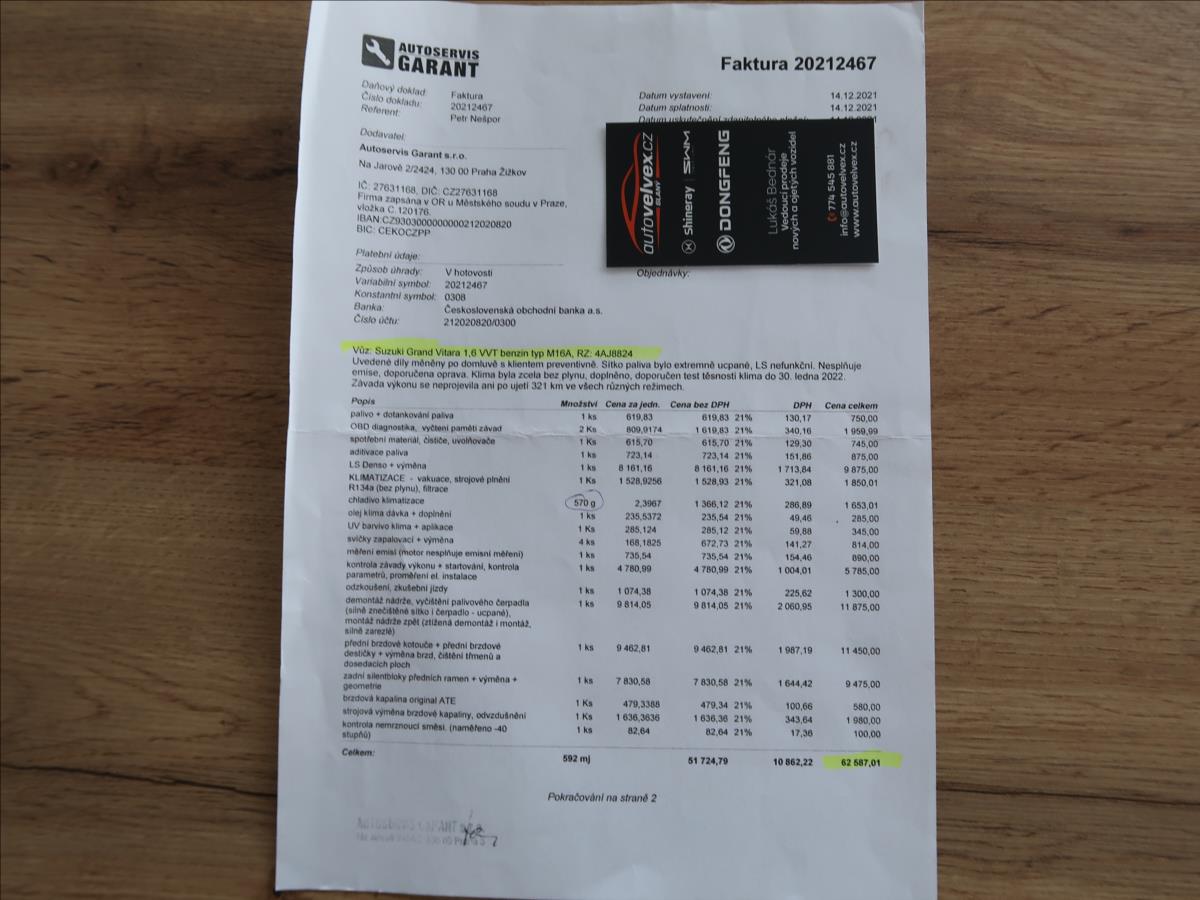 AUTOSERVIS
GARANT
Faktura 20212467
Daňový doklad: Faktura
Číslo dokladu: 20212467
Referent: Petr Nešpor
Datum vystavení: 14.12.2021
Datum splatnosti: 14.12.2021
Datum uskutečnění zdanitelného
Dodavatel:
Autoservis Garant s.r.o.
Na Jarově 2/2424, 130 00 Praha Žižkov
IČ: 27631168, DIČ: CZ27631168
Firma zapsána v OR u Městského soudu v Praze,
vložka C.120176.
IBAN:CZ9303000000000212020820
BIC: CEKOCZPP
autovelvex.cz
SLANÝ
Shineray | SWM
DONGFENG
Lukáš Bednár
Vedoucí prodeje
nových a ojetých vozidel
774 545 881
info@autovelvex.cz
www.autovelvex.cz
Objednávky:
Platební údaje:
Způsob úhrady: V hotovosti
Variabilní symbol: 20212467
Konstantní symbol: 0308
Banka: Československá obchodní banka a.s.
Číslo účtu: 212020820/0300
Vůz: Suzuki Grand Vitara 1,6 VVT benzin typ M16A, RZ: 4AJ8824
Uvedené díly měněny po domluvě s klientem preventivně. Sítko paliva bylo extremně ucpané, LS nefunkční. Nesplňuje
emise, doporučena oprava. Klima byla zcela bez plynu, doplněno, doporučen test těsnosti klima do 30. ledna 2022.
Závada výkonu se neprojevila ani po ujetí 321 km ve všech různých režimech.
Popis Množství Cena za jedn. Cena bez DPH DPH Cena celkem
palivo + dotankování paliva 1 ks 619,83 619,83 21% 130,17 750,00
OBD diagnostika, vyčtení paměti závad 2 Ks 809,9174 1 619,83 21% 340,16 1 959,99
spotřební materiál, čističe, uvolňovače 1 Ks 615,70 615,70 21% 129,30 745,00
aditivace paliva 1 ks 723,14 723,14 21% 151,86 875,00
LS Denso + výměna 1 ks 8 161,16 8 161,16 21% 1 713,84 9 875,00
KLIMATIZACE - vakuace, strojové plnění 1 Ks 1 528,9256 1 528,93 21% 321,08 1 850,01
R134a (bez plynu), filtrace
chladivo klimatizace 570 g 2,3967 1 366,12 21% 286,89 1 653,01
olej klima dávka + doplnění 1 ks 235,5372 235,54 21% 49,46 285,00
UV barvivo klima + aplikace 1 Ks 285,124 285,12 21% 59,88 345,00
svíčky zapalovací + výměna 4 ks 168,1825 672,73 21% 141,27 814,00
měření emisí (motor nesplňuje emisní měření) 1 ks 735,54 735,54 21% 154,46 890,00
kontrola závady výkonu + startování, kontrola 1 ks 4 780,99 4 780,99 21% 1 004,01 5 785,00
parametrů, proměření el. instalace
odzkoušení, zkušební jízdy 1 ks 1 074,38 1 074,38 21% 225,62 1 300,00
demontáž nádrže, vyčištění palivového čerpadla 1 ks 9 814,05 9 814,05 21% 2 060,95 11 875,00
(silně znečištěné sítko i čerpadlo - ucpané),
montáž nádrže zpět (ztížená demontáž i montáž,
silně zarezlé)
přední brzdové kotouče + přední brzdové 1 ks 9 462,81 9 462,81 21% 1 987,19 11 450,00
destičky + výměna brzd, čištění třmenů a
dosedacích ploch
zadní silentbloky předních ramen + výměna + 1 ks 7 830,58 7 830,58 21% 1 644,42 9 475,00
geometrie
brzdová kapalina original ATE 1 Ks 479,3388 479,34 21% 100,66 580,00
strojová výměna brzdové kapaliny, odvzdušnění 1 Ks 1 636,3636 1 636,36 21% 343,64 1 980,00
kontrola nemrznoucí směsi. (naměřeno -40 1 ks 82,64 82,64 21% 17,36 100,00
stupňů)
Celkem: 592 mj 51 724,79 10 862,22 62 587,01
Pokračování na straně 2